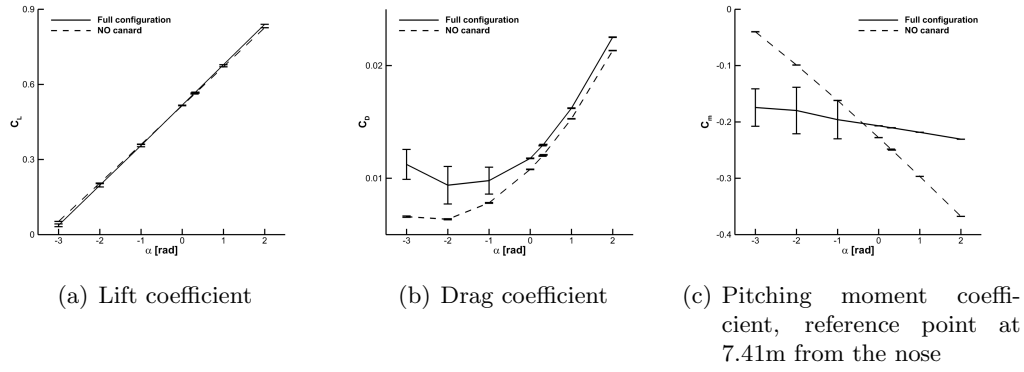 0.9
0.6
0.3
0
C_L
-3 -2 -1 0 1 2
α [rad]
Full configuration
NO canard
(a) Lift coefficient
0.02
0.01
C_D
-3 -2 -1 0 1 2
α [rad]
Full configuration
NO canard
(b) Drag coefficient
0
-0.1
-0.2
-0.3
-0.4
C_m
-3 -2 -1 0 1 2
α [rad]
Full configuration
NO canard
(c) Pitching moment coeffi-
cient, reference point at
7.41m from the nose